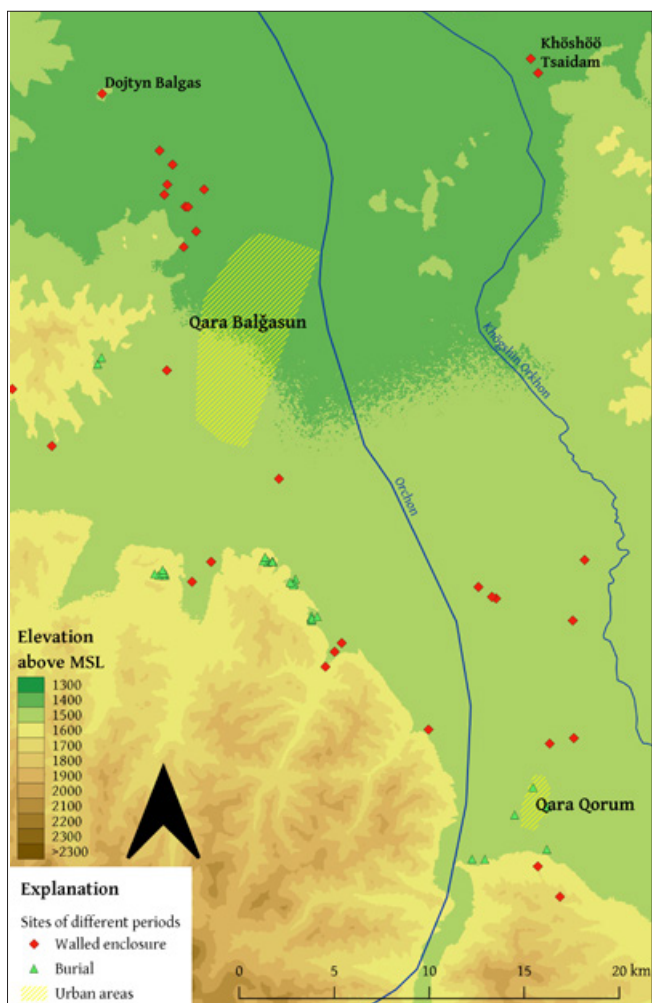 Khöshöö
Tsaidam
Dojtyn Balgas
Qara Balğasun
Khögshin Orkhon
Orchon
Elevation
above MSL
1300
1400
1500
1600
1700
1800
1900
2000
2100
2200
2300
>2300
Qara Qorum
Explanation
Sites of different periods
Walled enclosure
Burial
Urban areas
0 5 10 15 20 km